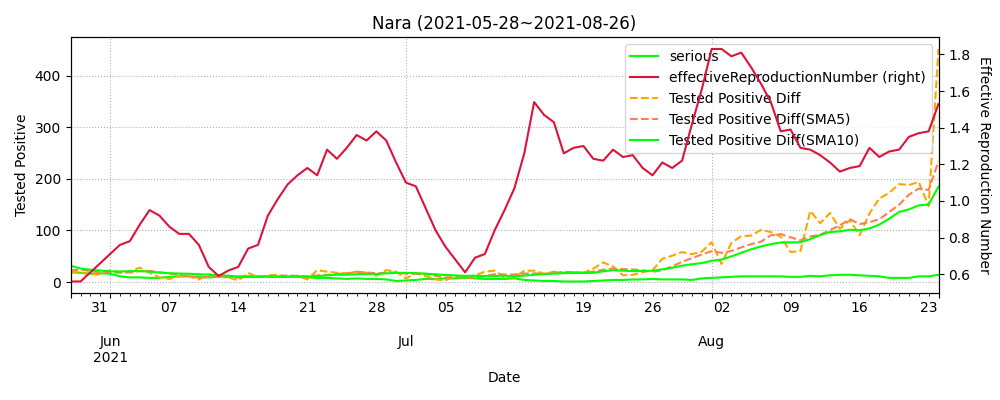 Nara (2021-05-28~2021-08-26)
serious
effectiveReproductionNumber (right)
Tested Positive Diff
Tested Positive Diff(SMA5)
Tested Positive Diff(SMA10)
Tested Positive
400
300
200
100
0
1.8
1.6
1.4
1.2
1.0
0.8
0.6
Effective Reproduction Number
31 07 14 21 28 05 12 19 26 02 09 16 23
Jun Jul Aug
2021
Date